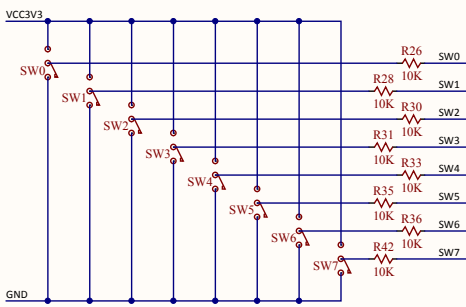 VCC3V3
R26
SW0
SW0
10K
R28
SW1
SW1
10K
R30
SW2
SW2
10K
R31
SW3
SW3
10K
R33
SW4
SW4
10K
R35
SW5
SW5
10K
R36
SW6
SW6
10K
R42
SW7
SW7
10K
GND